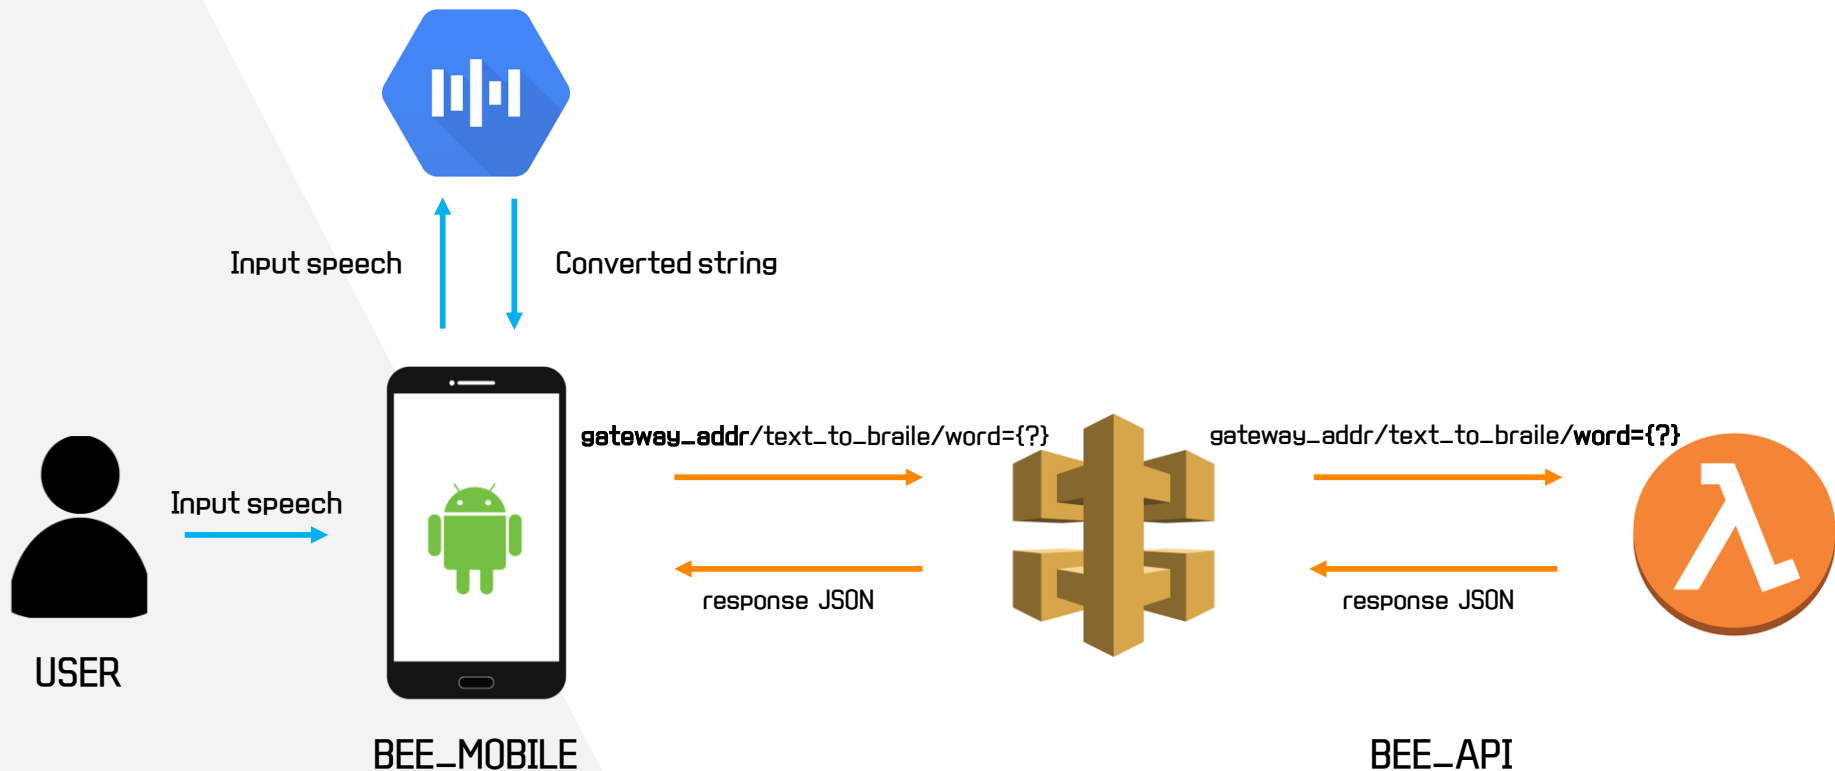 Input speech
Converted string
gateway_addr/text_to_braile/word={?}
gateway_addr/text_to_braile/word={?}
Input speech
response JSON
response JSON
USER
BEE_MOBILE
BEE_API